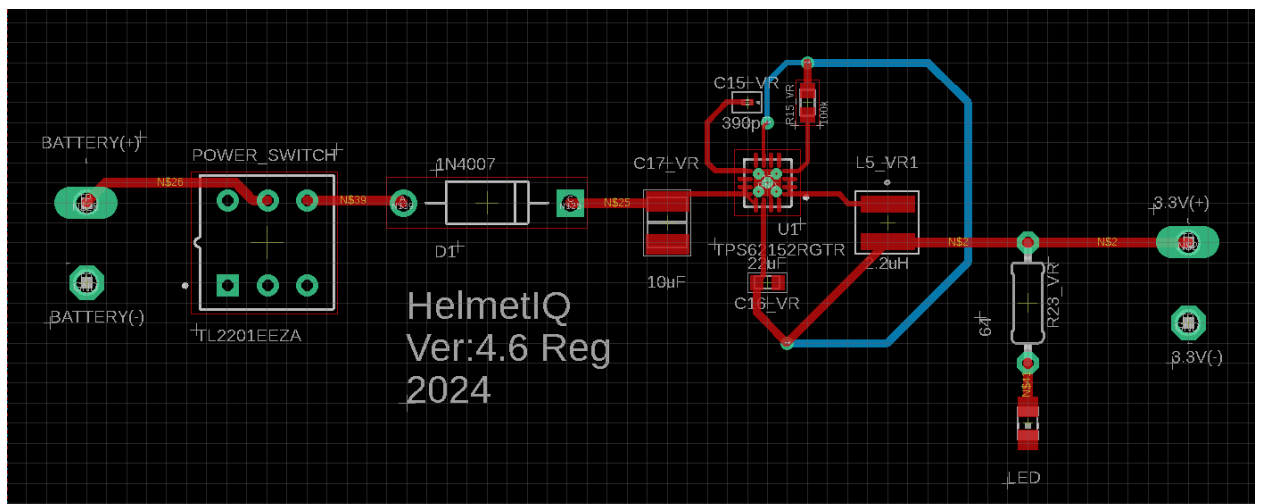 BATTERY(+)
N$26
BATTERY(-)
POWER_SWITCH
TL2201EEZA
N$39
1N4007
A
C
D1
N$25
HelmetIQ
Ver:4.6 Reg
2024
C17_VR
10uF
C15_VR
390p
R15_VR
100k
U1
TPS62152RGTR
22uF
C16_VR
L5_VR1
2.2uH
N$2
N$2
R23_VR
64
LED
3.3V(+)
3.3V(-)